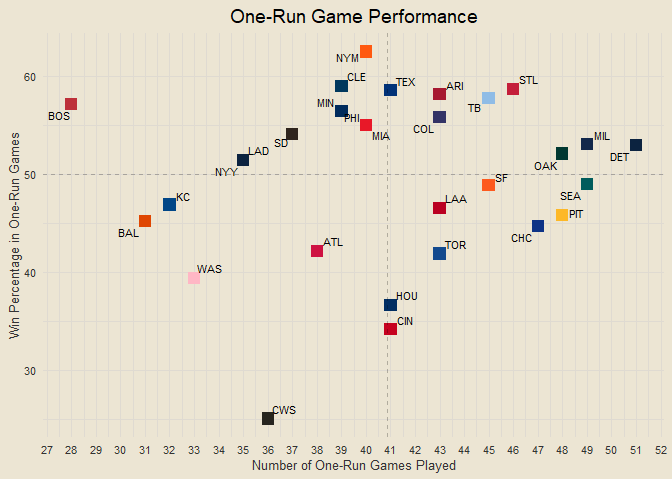 One-Run Game Performance
Win Percentage in One-Run Games
60
50
40
30
NYM
CLE
TEX
ARI
STL
BOS
MIN
TB
PHI
COL
MIA
SD
MIL
LAD
OAK
DET
NYY
SF
SEA
KC
LAA
PIT
BAL
CHC
ATL
TOR
WAS
HOU
CIN
CWS
27 28 29 30 31 32 33 34 35 36 37 38 39 40 41 42 43 44 45 46 47 48 49 50 51 52
Number of One-Run Games Played